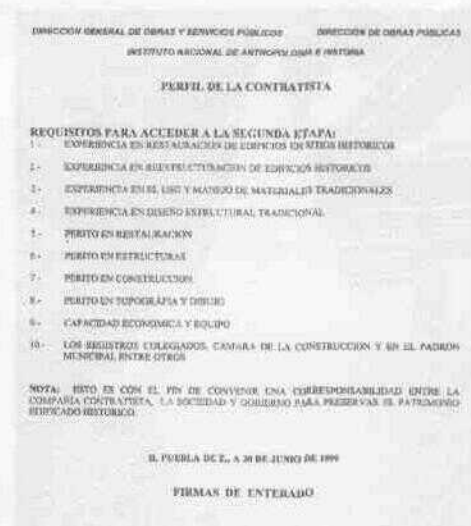 DIRECCION GENERAL DE OBRAS Y SERVICIOS PUBLICOS DIRECCION DE OBRAS PUBLICAS
INSTITUTO NACIONAL DE ANTROPOLOGIA E HISTORIA
PERFIL DE LA CONTRATISTA
REQUISITOS PARA ACCEDER A LA SEGUNDA ETAPA:
1.- EXPERIENCIA EN RESTAURACION DE EDIFICIOS EN SITIOS HISTORICOS
2.- EXPERIENCIA EN REESTRUCTURACION DE EDIFICIOS HISTORICOS
3.- EXPERIENCIA EN EL USO Y MANEJO DE MATERIALES TRADICIONALES
4.- EXPERIENCIA EN DISEÑO ESTRUCTURAL TRADICIONAL
5.- PERITO EN RESTAURACION
6.- PERITO EN ESTRUCTURAS
7.- PERITO EN CONSTRUCCION
8.- PERITO EN TOPOGRAFIA Y DIBUJO
9.- CAPACIDAD ECONOMICA Y EQUIPO
10.- LOS REGISTROS COLEGIADOS, CAMARA DE LA CONSTRUCCION Y EN EL PADRON
MUNICIPAL ENTRE OTROS
NOTA: ESTO ES CON EL FIN DE CONVENIR UNA CORRESPONSABILIDAD ENTRE LA
COMPAÑIA CONTRATISTA, LA SOCIEDAD Y GOBIERNO PARA PRESERVAR EL PATRIMONIO
EDIFICADO HISTORICO.
H. PUEBLA DE Z., A 30 DE JUNIO DE 1999
FIRMAS DE ENTERADO